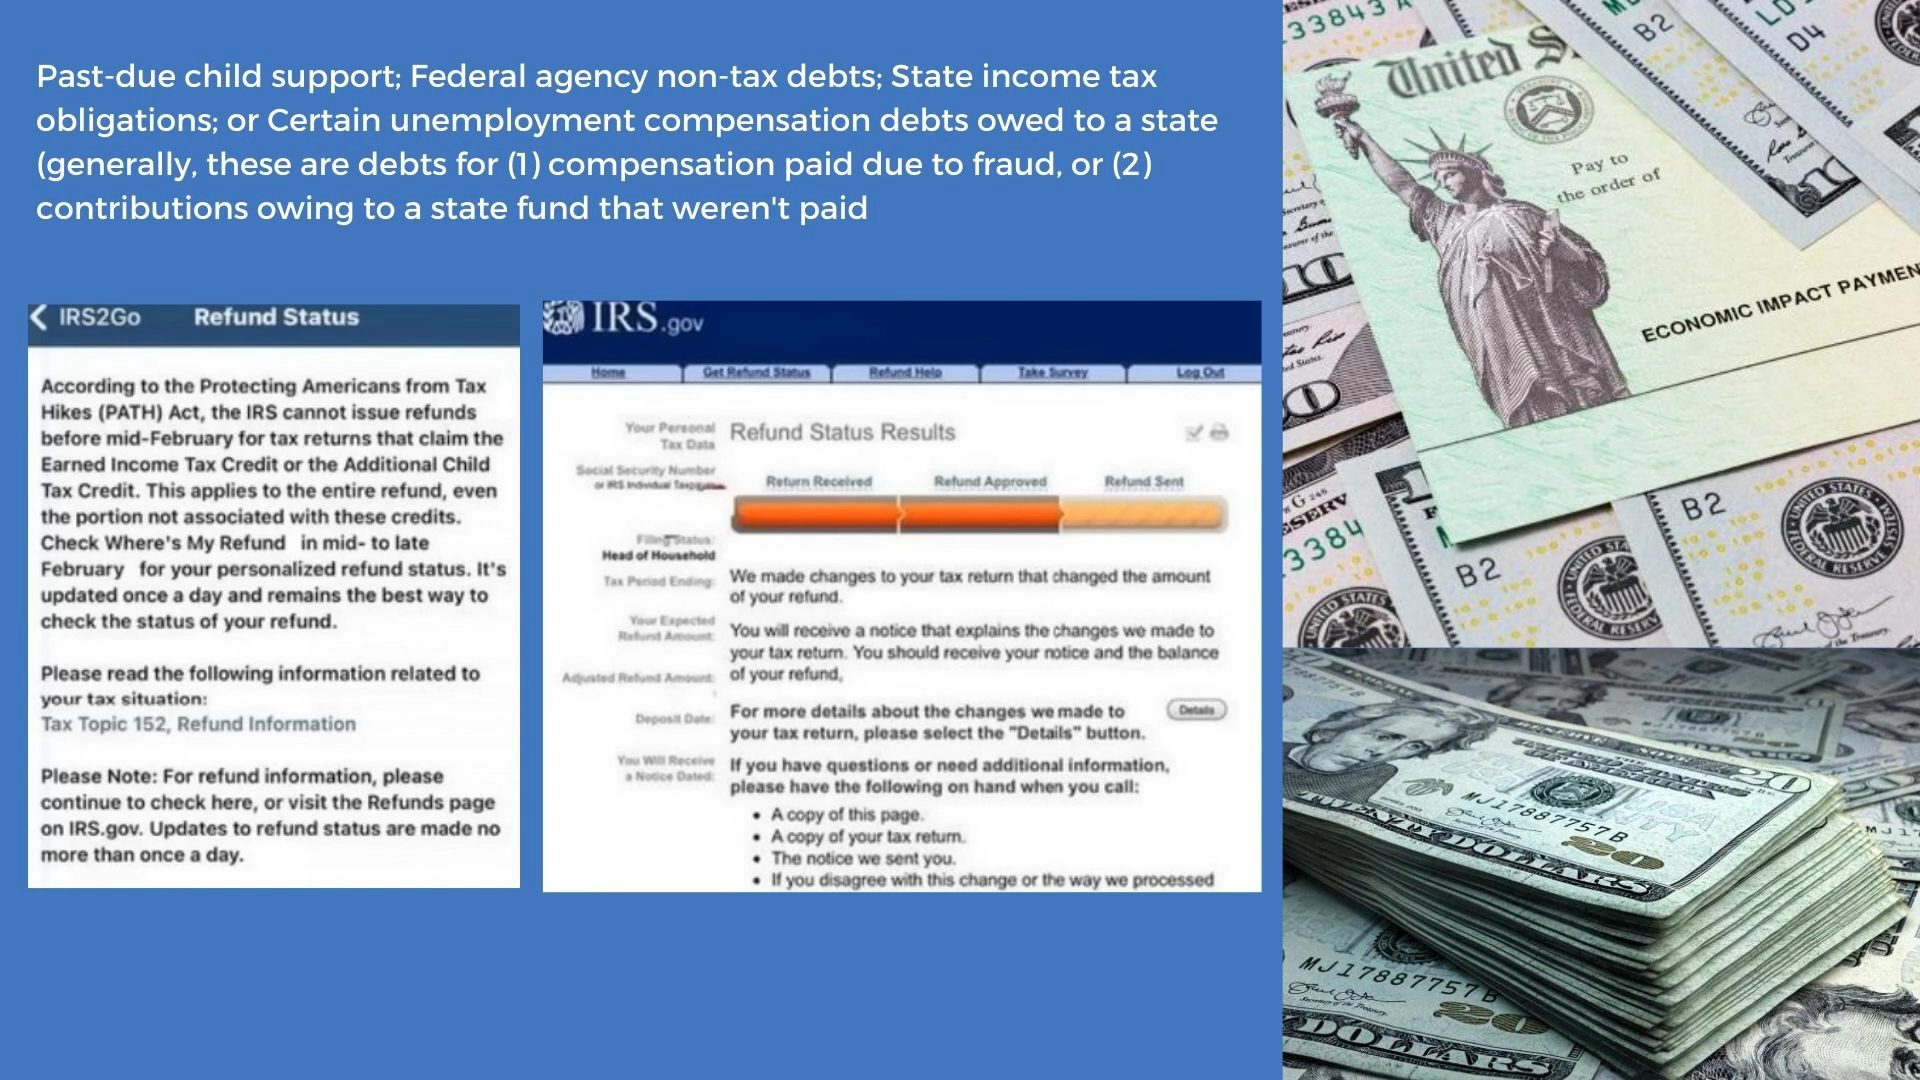 Past-due child support; Federal agency non-tax debts; State income tax
obligations; or Certain unemployment compensation debts owed to a state
(generally, these are debts for (1) compensation paid due to fraud, or (2)
contributions owing to a state fund that weren't paid
IRS2Go Refund Status
According to the Protecting Americans from Tax
Hikes (PATH) Act, the IRS cannot issue refunds
before mid-February for tax returns that claim the
Earned Income Tax Credit or the Additional Child
Tax Credit. This applies to the entire refund, even
the portion not associated with these credits.
Check Where's My Refund in mid- to late
February for your personalized refund status. It's
updated once a day and remains the best way to
check the status of your refund.
Please read the following information related to
your tax situation:
Tax Topic 152, Refund Information
Please Note: For refund information, please
continue to check here, or visit the Refunds page
on IRS.gov. Updates to refund status are made no
more than once a day.
IRS.gov
Home Get Refund Status Refund Help Take Survey Log Out
Your Personal
Tax Data
Social Security Number
or IRS Individual
Filing Status:
Head of Household
Tax Period Ending:
Your Expected
Refund Amount:
Adjusted Refund Amount:
Deposit Date:
You Will Receive
a Notice Dated:
Refund Status Results
Return Received Refund Approved Refund Sent
We made changes to your tax return that changed the amount
of your refund.
You will receive a notice that explains the changes we made to
your tax return. You should receive your notice and the balance
of your refund,
For more details about the changes we made to
your tax return, please select the "Details" button.
Details
If you have questions or need additional information,
please have the following on hand when you call:
• A copy of this page.
• A copy of your tax return.
• The notice we sent you.
• If you disagree with this change or the way we processed
33843A
B2
D4
United S
Pay to
the order of
ECONOMIC IMPACT PAYMEN
3384
B2
B2
UNITED STATES
FEDERAL RESERVE
MJ17887757B
20
DOLLARS
MJ17887757B
20
DOLLARS